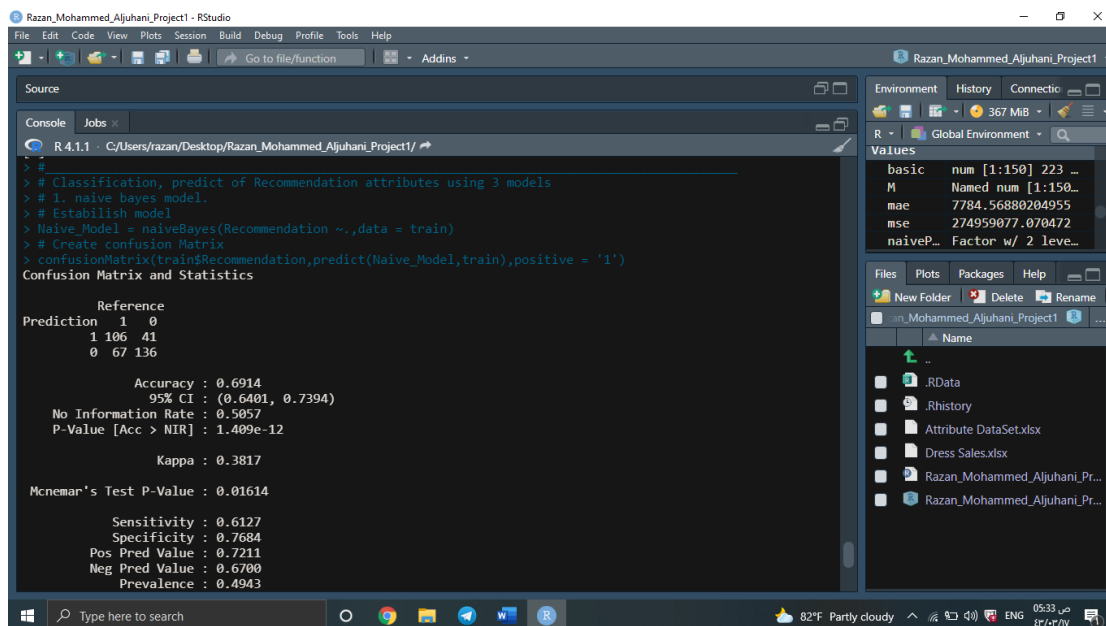 Razan_Mohammed_Aljuhani_Project1 - RStudio
File Edit Code View Plots Session Build Debug Profile Tools Help
Go to file/function
Addins
Razan_Mohammed_Aljuhani_Project1
Source
Console Jobs
R 4.1.1 · C:/Users/razan/Desktop/Razan_Mohammed_Aljuhani_Project1/
> #
> # Classification, predict of Recommendation attributes using 3 models
> # 1. naive bayes model.
> # Estabilish model
> Naive_Model = naiveBayes(Recommendation ~.,data = train)
> # Create confusion Matrix
> confusionMatrix(train$Recommendation,predict(Naive_Model,train),positive = '1')
Confusion Matrix and Statistics
Reference
Prediction 1 0
1 106 41
0 67 136
Accuracy : 0.6914
95% CI : (0.6401, 0.7394)
No Information Rate : 0.5057
P-Value [Acc > NIR] : 1.409e-12
Kappa : 0.3817
Mcnemar's Test P-Value : 0.01614
Sensitivity : 0.6127
Specificity : 0.7684
Pos Pred Value : 0.7211
Neg Pred Value : 0.6700
Prevalence : 0.4943
Environment History Connectio
367 MiB
R Global Environment
Values
basic num [1:150] 223 ...
M Named num [1:150…
mae 7784.56880204955
mse 274959077.070472
naiveP… Factor w/ 2 leve…
Files Plots Packages Help
New Folder Delete Rename
an_Mohammed_Aljuhani_Project1 ...
Name
..
.RData
.Rhistory
Attribute DataSet.xlsx
Dress Sales.xlsx
Razan_Mohammed_Aljuhani_Pr...
Razan_Mohammed_Aljuhani_Pr...
Type here to search
82°F Partly cloudy
ENG
05:33 ص
٤٣/٠٣/١٧